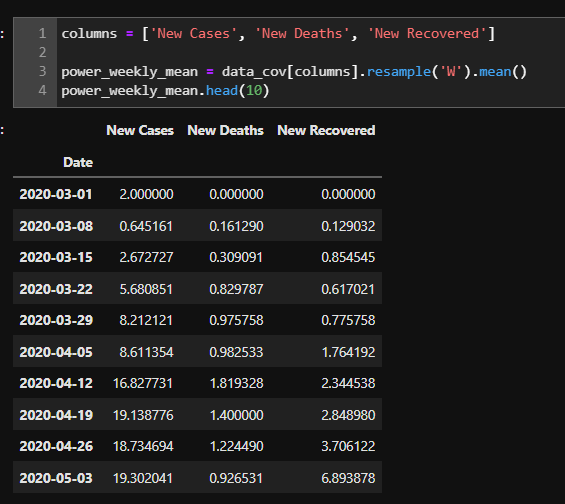 : 1 columns = ['New Cases', 'New Deaths', 'New Recovered']
2
3 power_weekly_mean = data_cov[columns].resample('W').mean()
4 power_weekly_mean.head(10)
:
New Cases New Deaths New Recovered
Date
2020-03-01 2.000000 0.000000 0.000000
2020-03-08 0.645161 0.161290 0.129032
2020-03-15 2.672727 0.309091 0.854545
2020-03-22 5.680851 0.829787 0.617021
2020-03-29 8.212121 0.975758 0.775758
2020-04-05 8.611354 0.982533 1.764192
2020-04-12 16.827731 1.819328 2.344538
2020-04-19 19.138776 1.400000 2.848980
2020-04-26 18.734694 1.224490 3.706122
2020-05-03 19.302041 0.926531 6.893878